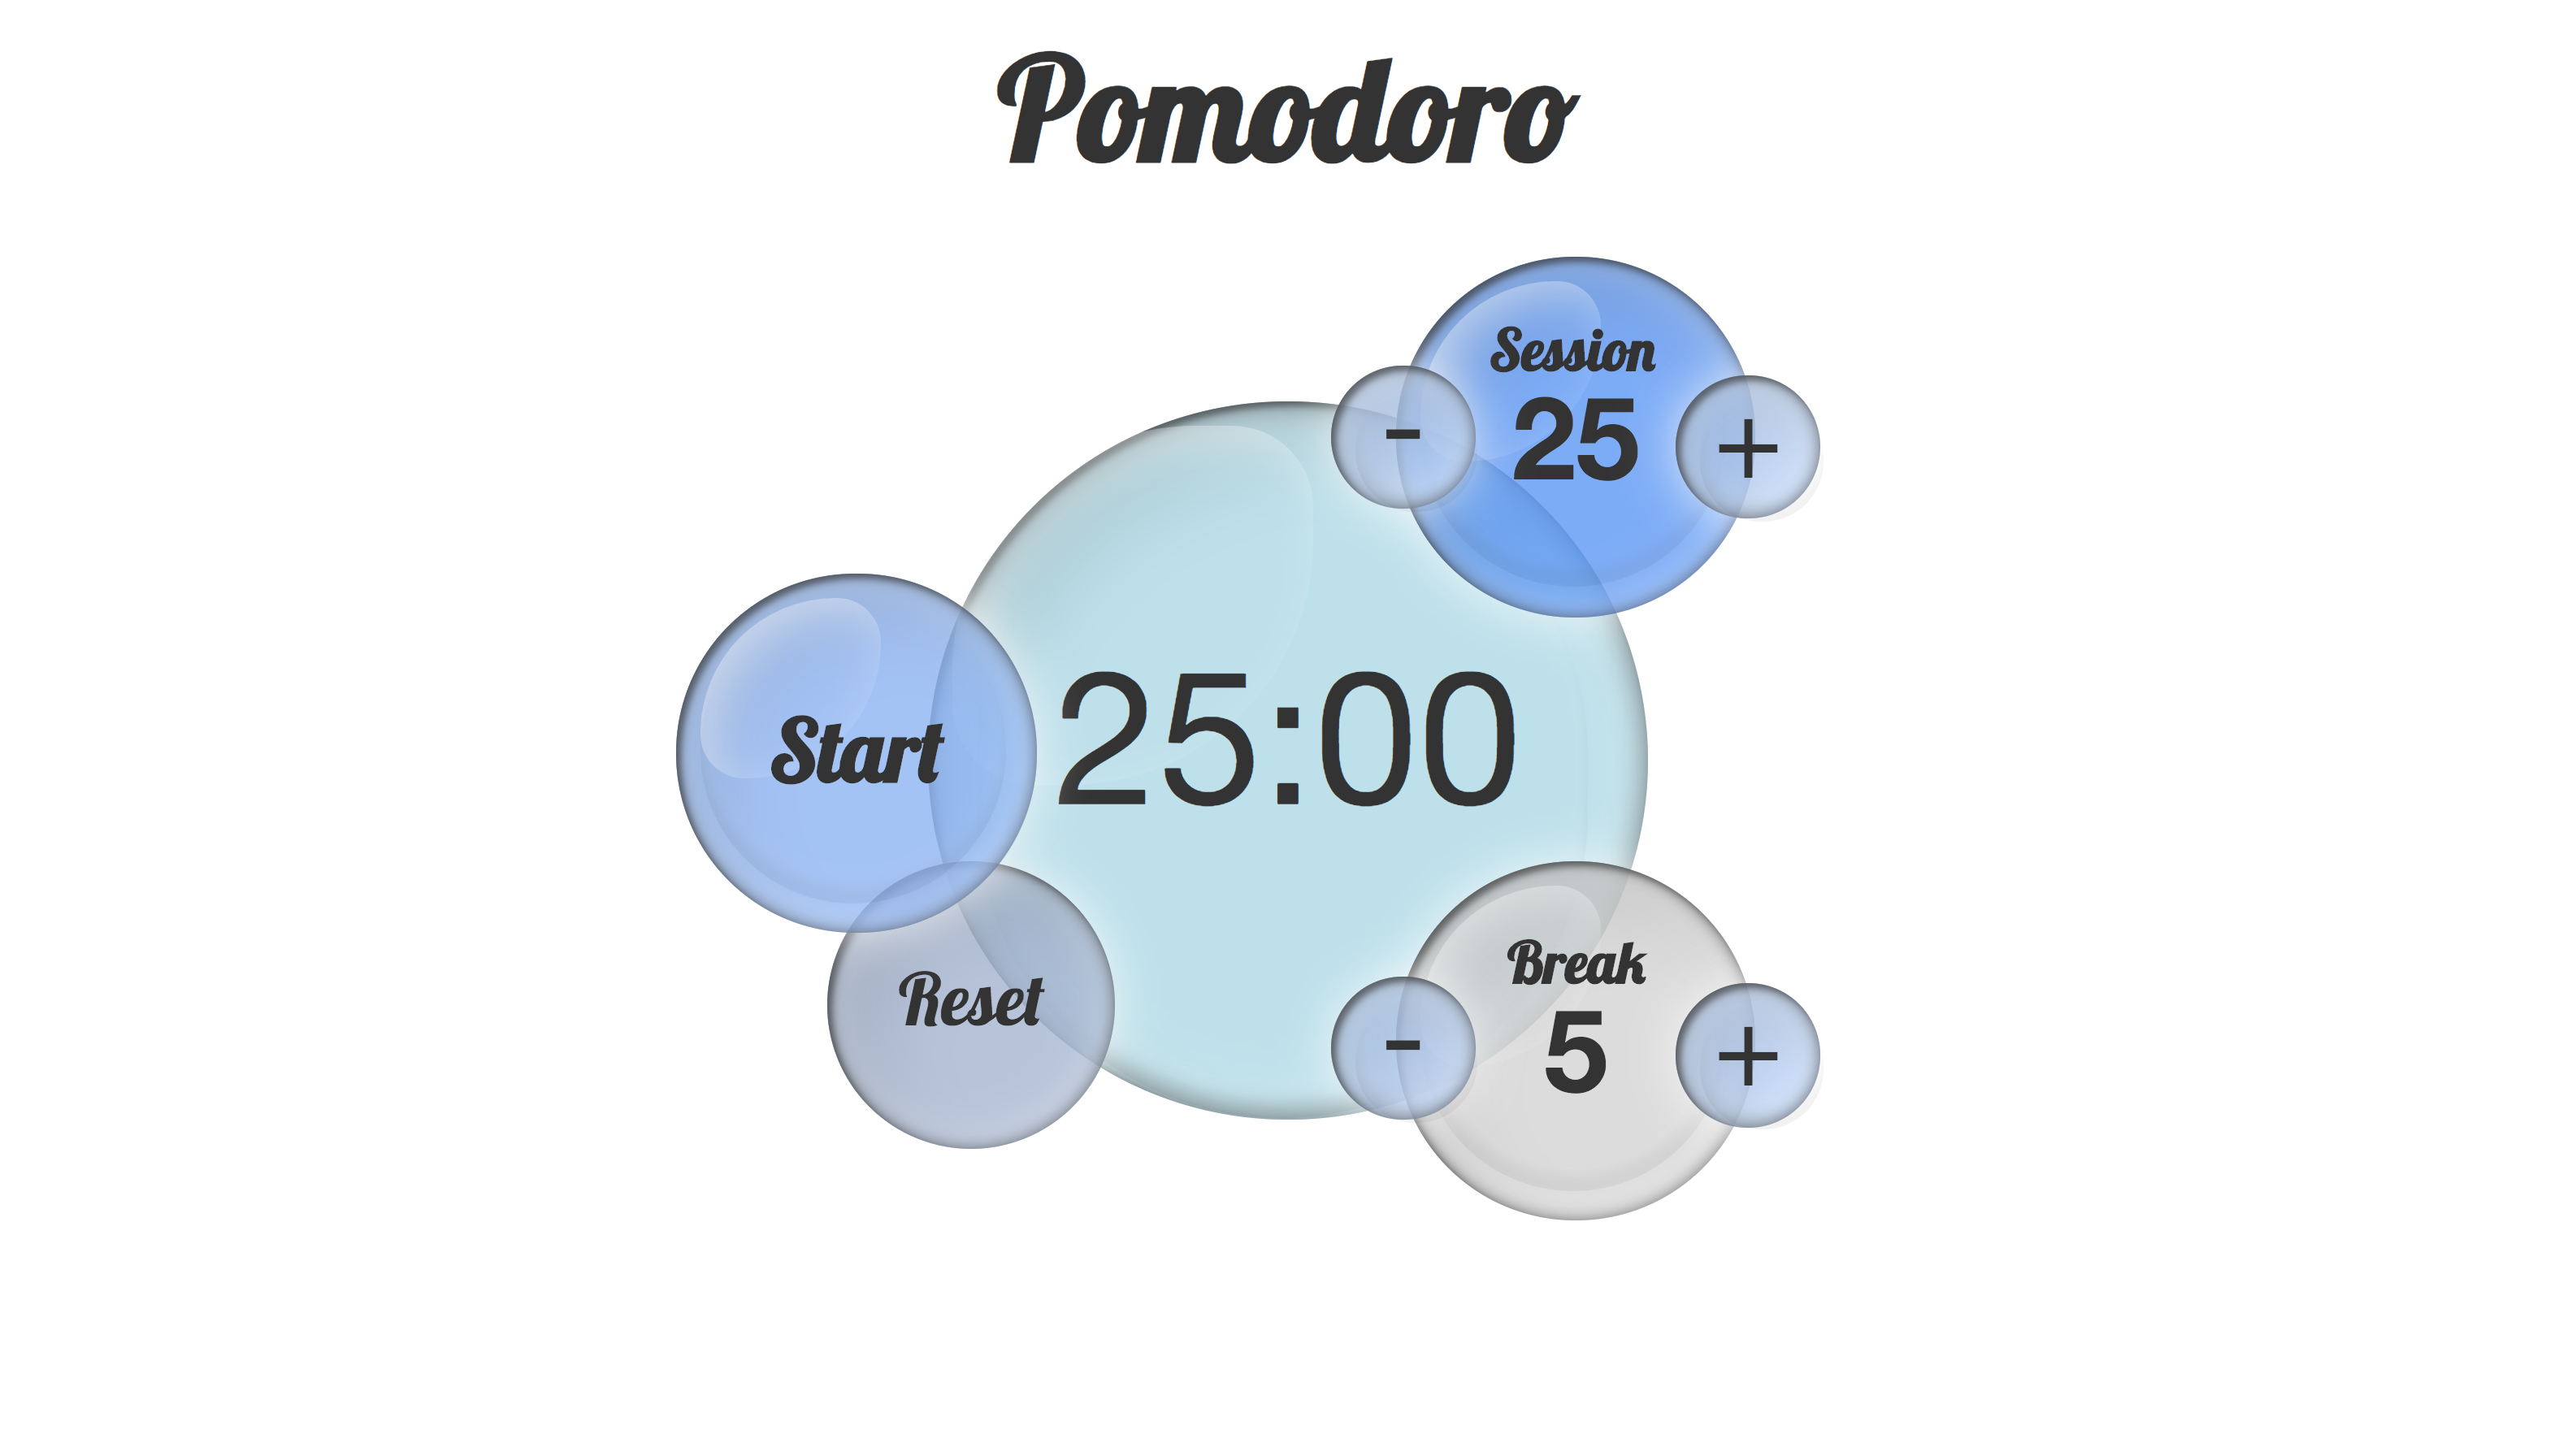 Pomodoro
Session
- 25 +
Start
25:00
Reset
Break
- 5 +